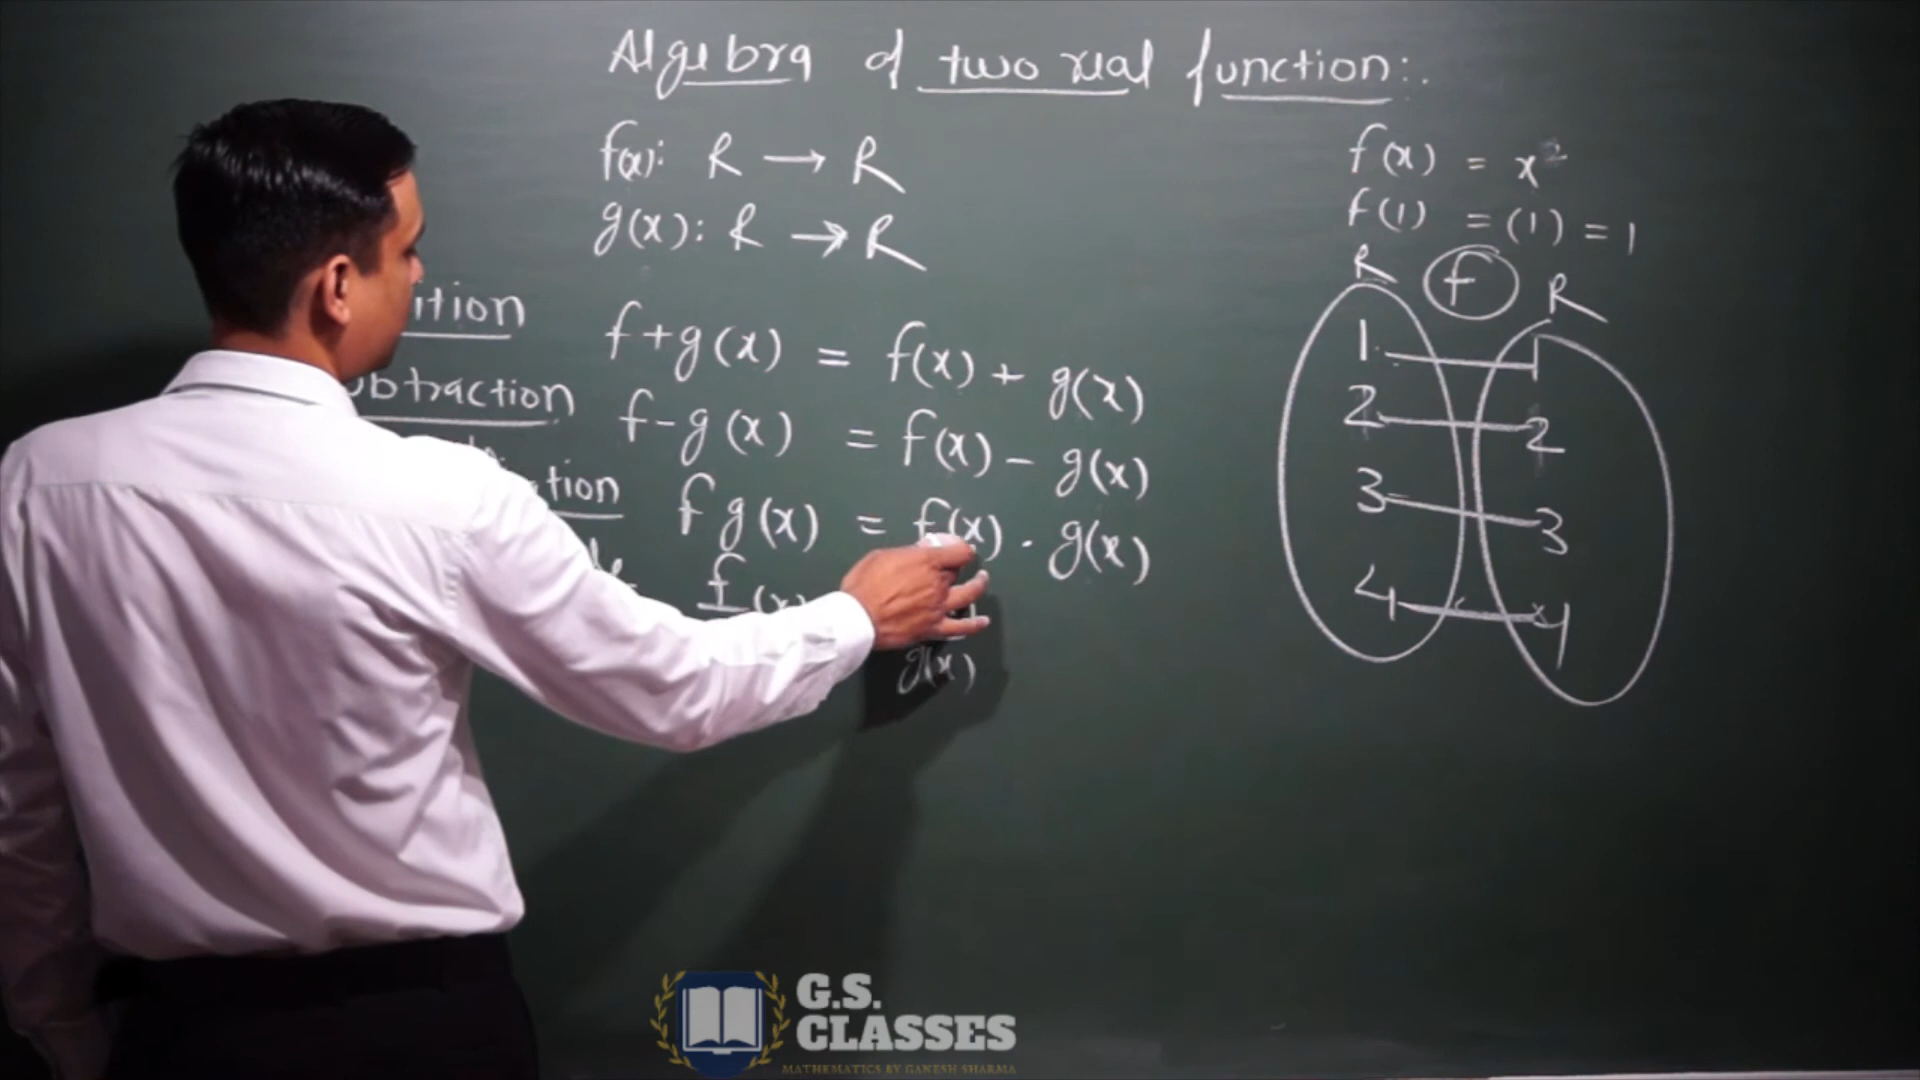 Algebra of two real function:.
f(x): R → R
g(x): R → R
ition f+g(x) = f(x) + g(x)
ubtraction f-g(x) = f(x) - g(x)
tion f g(x) = f(x) . g(x)
f (x)
g(x)
f(x) = x²
f(1) = (1) = 1
R f R
1 1
2 2
3 3
4 4
G.S.
CLASSES
MATHEMATICS BY GANESH SHARMA